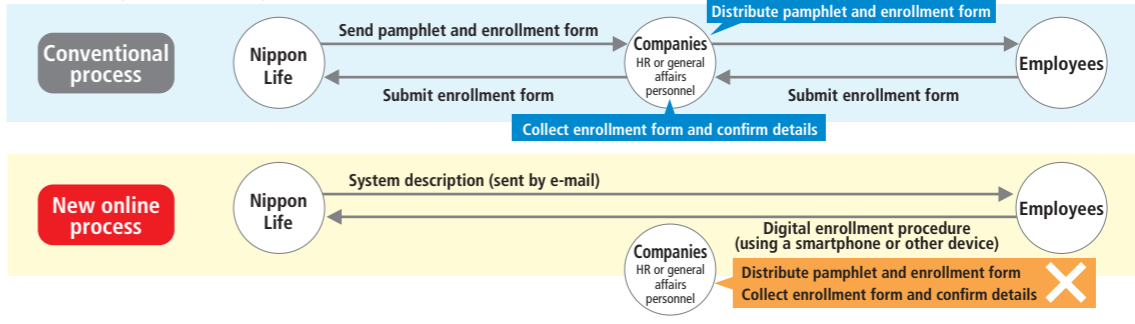 Distribute pamphlet and enrollment form
Conventional
process
Nippon
Life
Send pamphlet and enrollment form
Submit enrollment form
Companies
HR or general
affairs
personnel
Submit enrollment form
Employees
Collect enrollment form and confirm details
New online
process
Nippon
Life
System description (sent by e-mail)
Digital enrollment procedure
(using a smartphone or other device)
Employees
Companies
HR or general
affairs
personnel
Distribute pamphlet and enrollment form
Collect enrollment form and confirm details